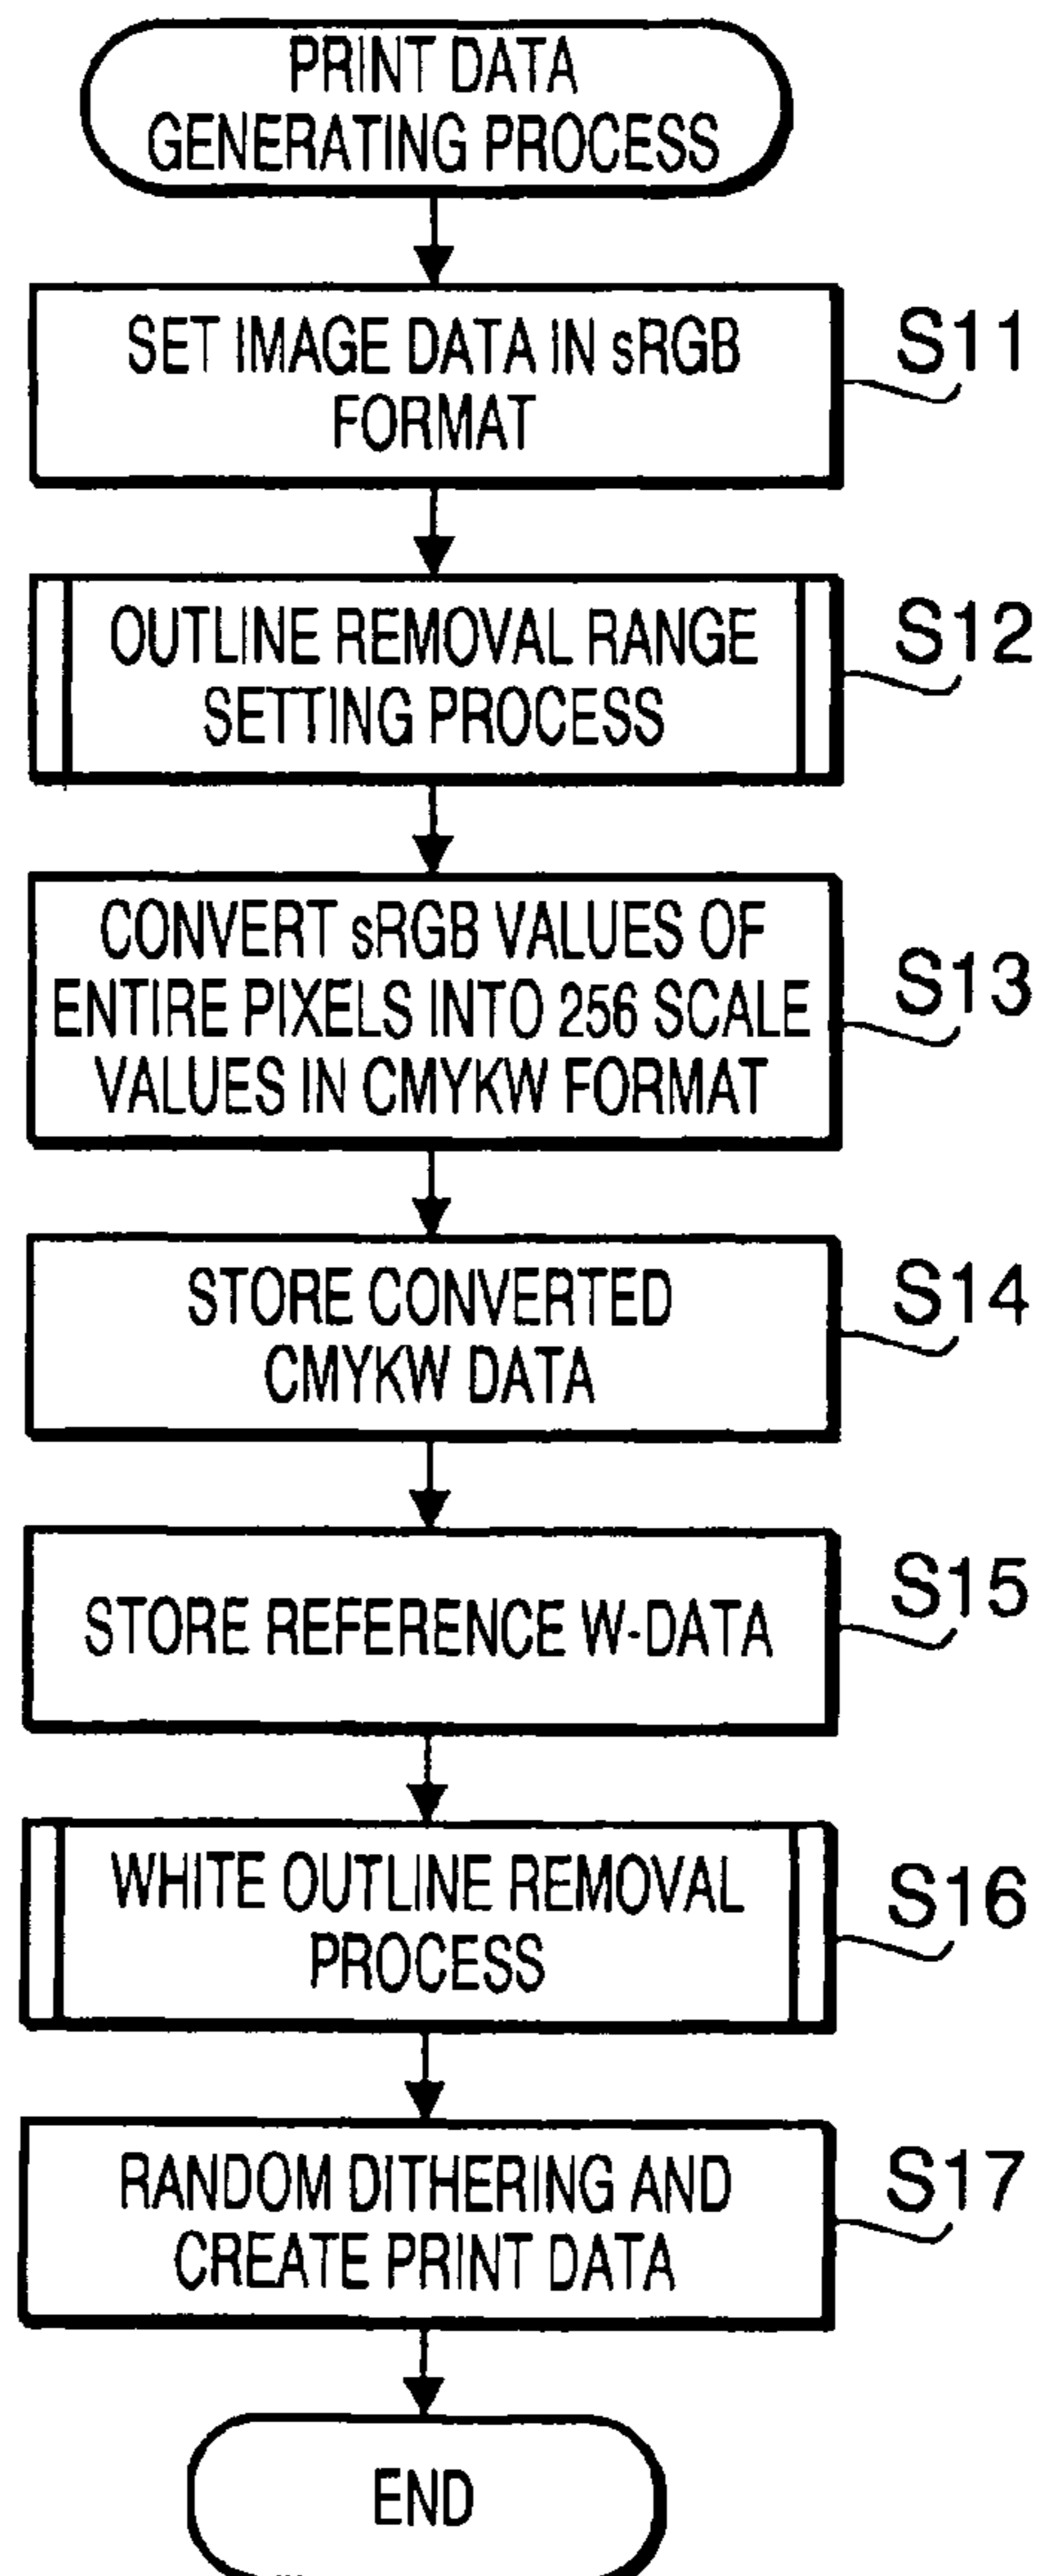 PRINT DATA
GENERATING PROCESS
SET IMAGE DATA IN sRGB
FORMAT
S11
OUTLINE REMOVAL RANGE
SETTING PROCESS
S12
CONVERT sRGB VALUES OF
ENTIRE PIXELS INTO 256 SCALE
VALUES IN CMYKW FORMAT
S13
STORE CONVERTED
CMYKW DATA
S14
STORE REFERENCE W-DATA
S15
WHITE OUTLINE REMOVAL
PROCESS
S16
RANDOM DITHERING AND
CREATE PRINT DATA
S17
END